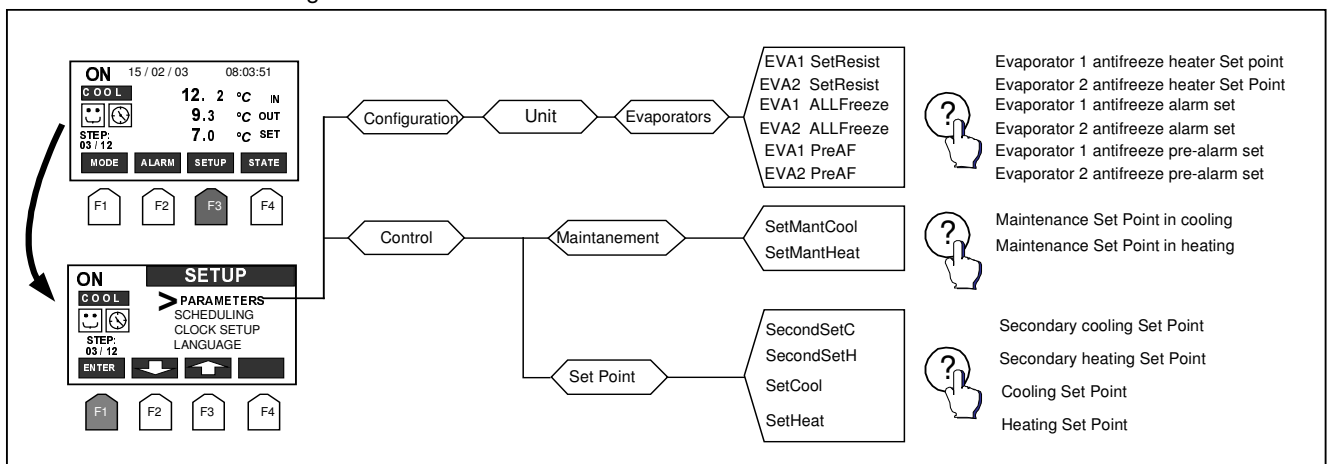 ON 15 / 02 / 03 08:03:51
COOL
12. 2 °C IN
9.3 °C OUT
7.0 °C SET
STEP:
03 / 12
MODE ALARM SETUP STATE
F1 F2 F3 F4
ON SETUP
COOL
> PARAMETERS
SCHEDULING
CLOCK SETUP
LANGUAGE
STEP:
03/ 12
ENTER
F1 F2 F3 F4
Configuration Unit Evaporators
EVA1 SetResist
EVA2 SetResist
EVA1 ALLFreeze
EVA2 ALLFreeze
EVA1 PreAF
EVA2 PreAF
?
Evaporator 1 antifreeze heater Set point
Evaporator 2 antifreeze heater Set Point
Evaporator 1 antifreeze alarm set
Evaporator 2 antifreeze alarm set
Evaporator 1 antifreeze pre-alarm set
Evaporator 2 antifreeze pre-alarm set
Control Maintanement
SetMantCool
SetMantHeat
?
Maintenance Set Point in cooling
Maintenance Set Point in heating
Set Point
SecondSetC
SecondSetH
SetCool
SetHeat
?
Secondary cooling Set Point
Secondary heating Set Point
Cooling Set Point
Heating Set Point